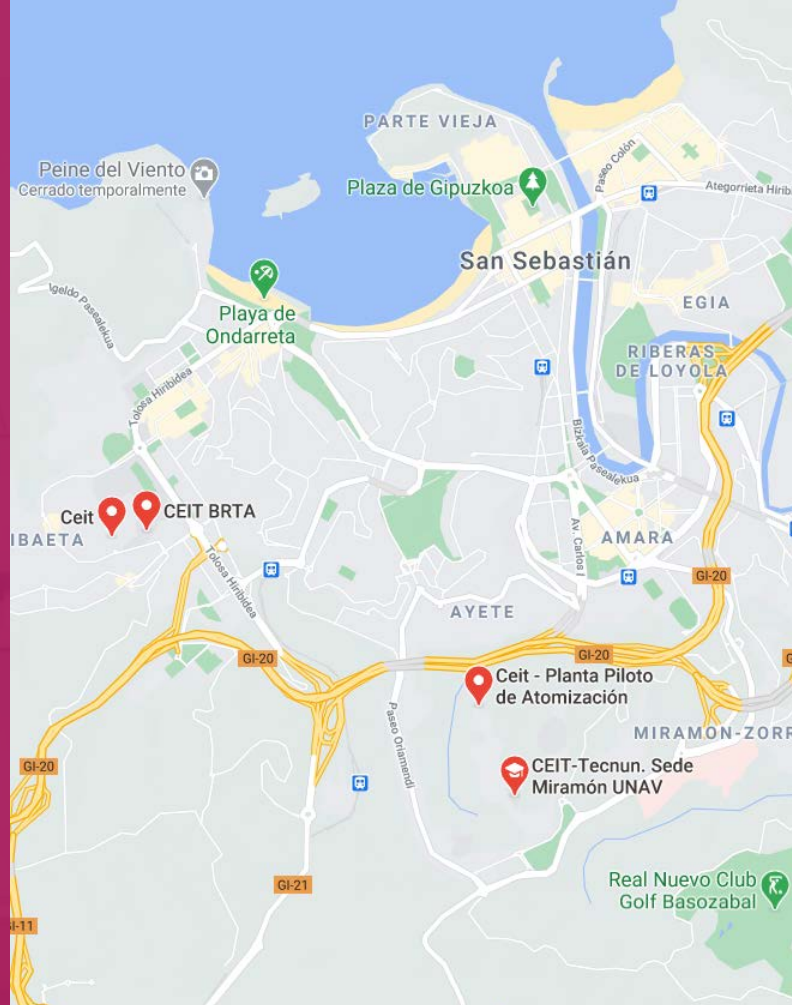 PARTE VIEJA
Peine del Viento
Cerrado temporalmente
Plaza de Gipuzkoa
Paseo Colón
Ategorrieta Hirib
San Sebastián
Igeldo Pasealekua
Playa de
Ondarreta
EGIA
RIBERAS
DE LOYOLA
Tolosa Hiribidea
Bizkaia Pasealekua
Ceit
CEIT BRTA
IBAETA
Tolosa Hiribidea
Av. Carlos I
AMARA
GI-20
AYETE
GI-20
GI-20
G
Ceit - Planta Piloto
de Atomización
Paseo Oriamendi
MIRAMON-ZORR
GI-20
CEIT-Tecnun. Sede
Miramón UNAV
GI-21
Real Nuevo Club
Golf Basozabal
GI-11